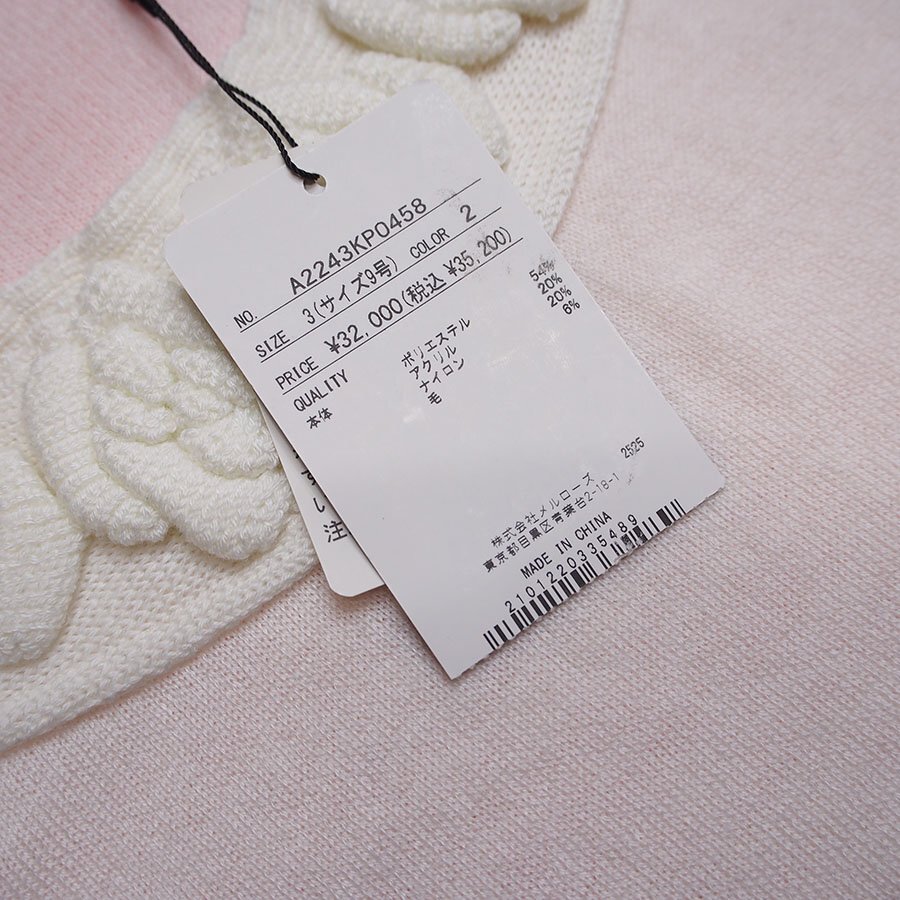 NO. A2243KP0458
SIZE 3(サイズ9号) COLOR 2
PRICE ¥32,000(税込 ¥35,200)
QUALITY
本体 ポリエステル 54%
アクリル 20%
ナイロン 20%
毛 6%
2525
株式会社メルローズ
東京都目黒区青葉台2-18-1
MADE IN CHINA
2101220335489
い
注